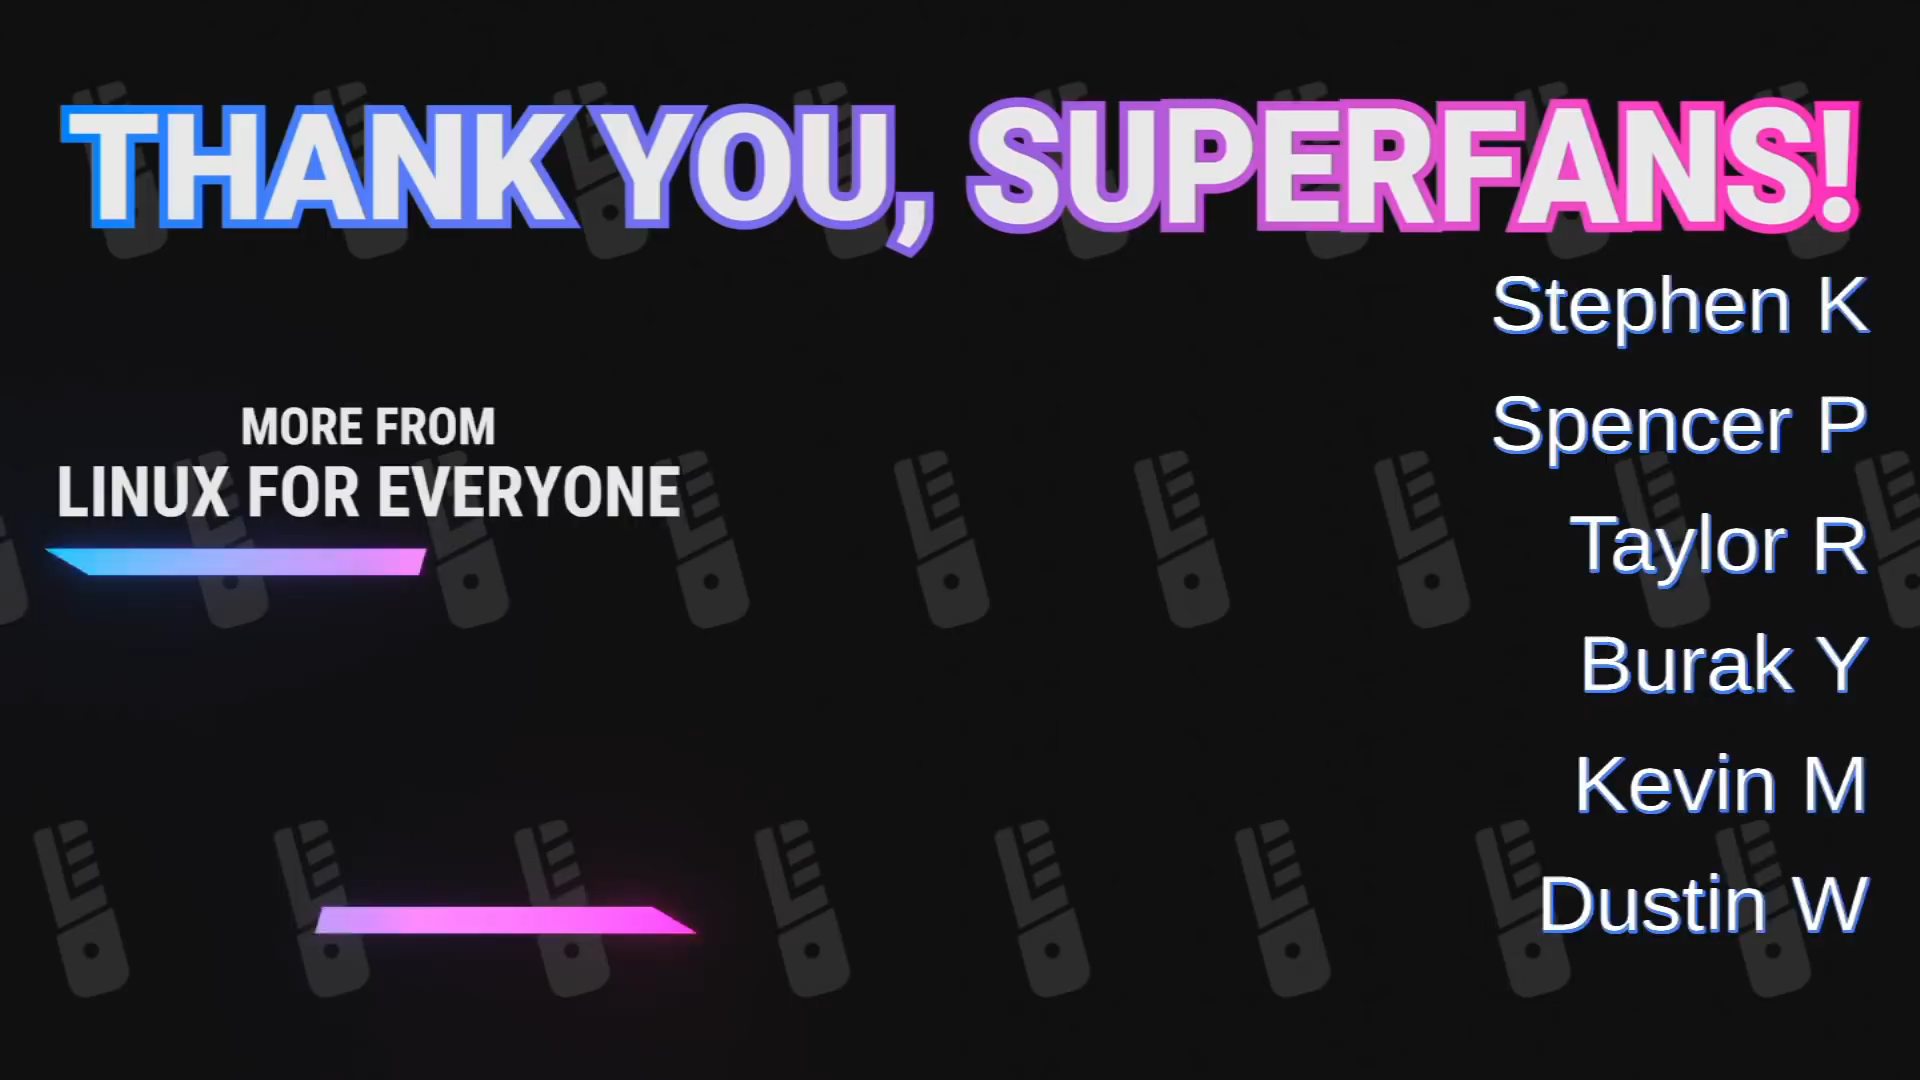 THANK YOU, SUPERFANS!
MORE FROM
LINUX FOR EVERYONE
Stephen K
Spencer P
Taylor R
Burak Y
Kevin M
Dustin W